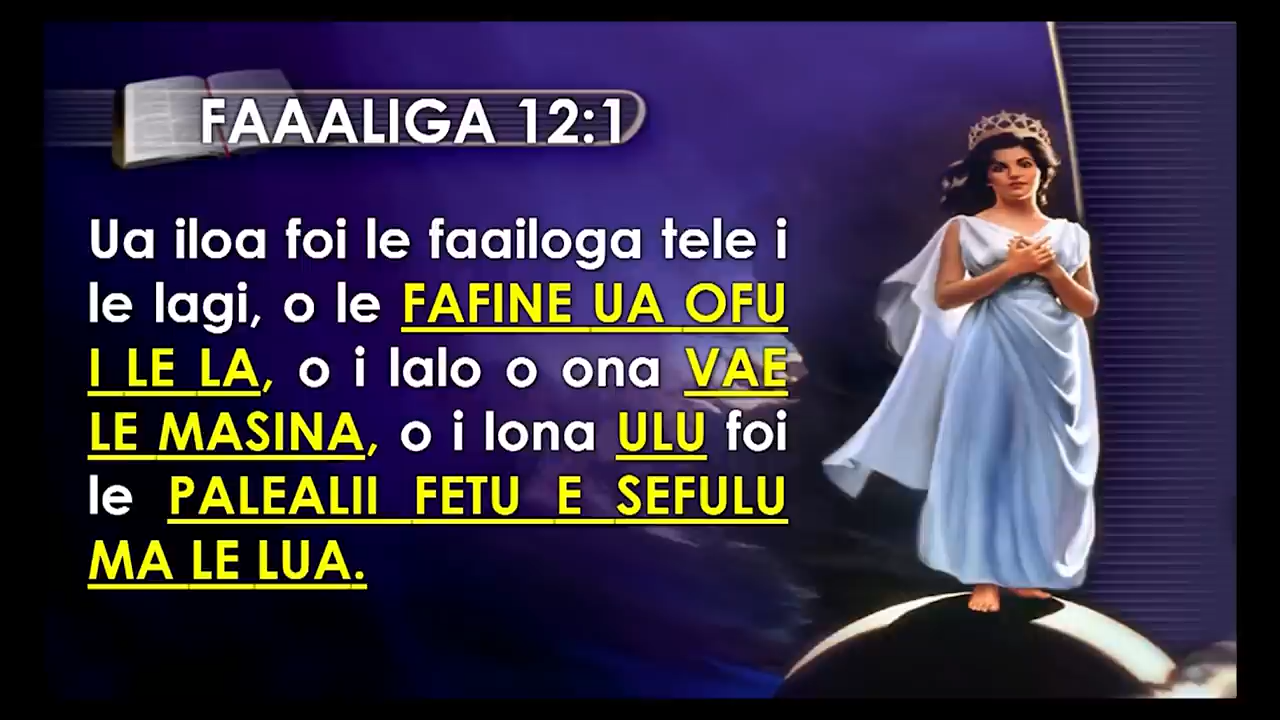 FAAALIGA 12:1
Ua iloa foi le faailoga tele i
le lagi, o le FAFINE UA OFU
I LE LA, o i lalo o ona VAE
LE MASINA, o i lona ULU foi
le PALEALII FETU E SEFULU
MA LE LUA.